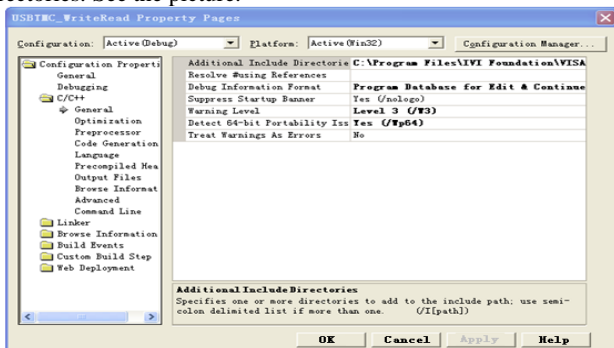 ectories. See the picture.
USBTMC_WriteRead Property Pages
Configuration: Active(Debug) Platform: Active(Win32) Configuration Manager...
Configuration Properti
General
Debugging
C/C++
General
Optimization
Preprocessor
Code Generation
Language
Precompiled Hea
Output Files
Browse Informat
Advanced
Command Line
Linker
Browse Information
Build Events
Custom Build Step
Web Deployment
Additional Include Directorie C:\Program Files\IVI Foundation\VISA
Resolve #using References
Debug Information Format Program Database for Edit & Continue
Suppress Startup Banner Yes (/nologo)
Warning Level Level 3 (/W3)
Detect 64-bit Portability Iss Yes (/Wp64)
Treat Warnings As Errors No
Additional Include Directories
Specifies one or more directories to add to the include path; use semi-
colon delimited list if more than one. (/I[path])
OK Cancel Apply Help